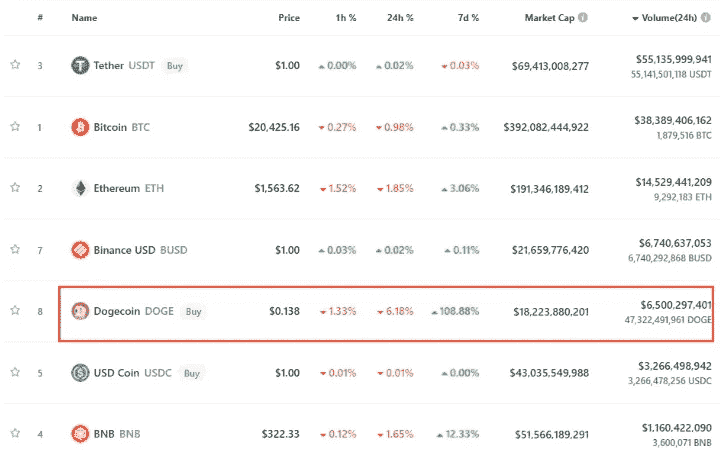 # Name Price 1h % 24h % 7d % Market Cap Volume(24h)
3 Tether USDT Buy $1.00 0.00% 0.02% 0.03% $69,413,008,277 $55,135,999,941
55,141,501,118 USDT
1 Bitcoin BTC $20,425.16 0.27% 0.98% 0.33% $392,082,444,922 $38,389,406,162
1,879,516 BTC
2 Ethereum ETH $1,563.62 1.52% 1.85% 3.06% $191,346,189,412 $14,529,441,209
9,292,183 ETH
7 Binance USD BUSD $1.00 0.03% 0.02% 0.11% $21,659,776,420 $6,740,637,053
6,740,292,868 BUSD
8 Dogecoin DOGE Buy $0.138 1.33% 6.18% 108.88% $18,223,880,201 $6,500,297,401
47,322,491,961 DOGE
5 USD Coin USDC Buy $1.00 0.01% 0.01% 0.00% $43,035,549,988 $3,266,498,942
3,266,478,256 USDC
4 BNB BNB $322.33 0.12% 1.65% 12.33% $51,566,189,291 $1,160,422,090
3,600,071 BNB